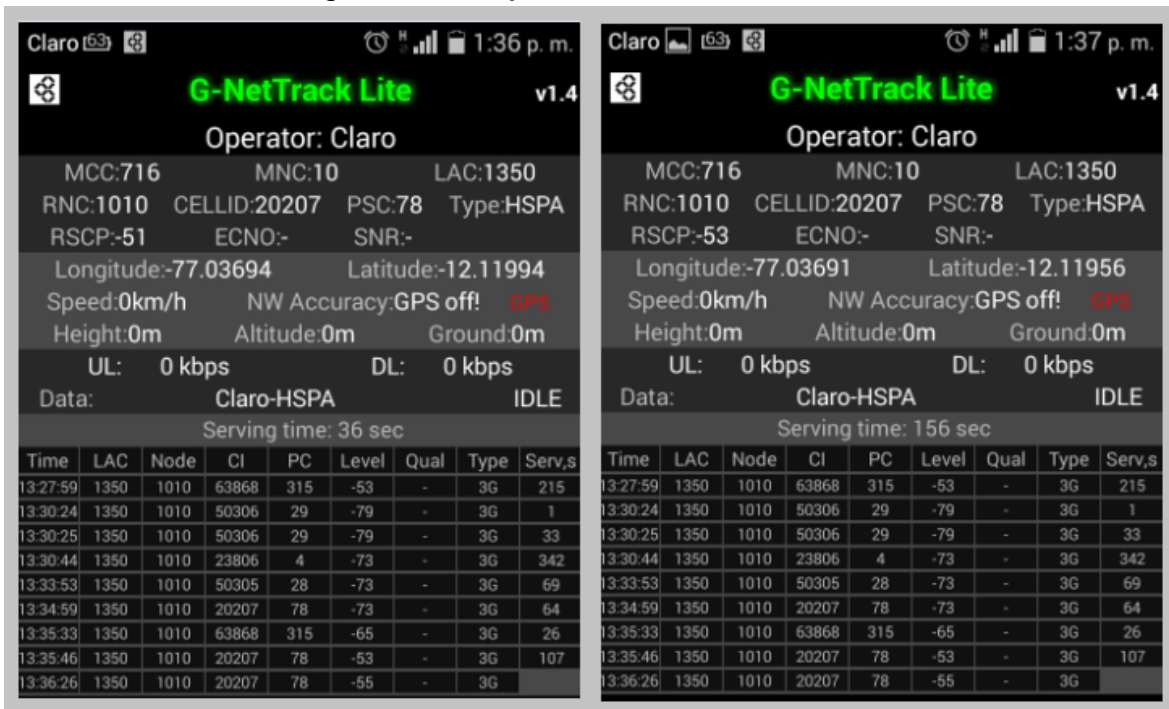 Claro 63 H 1:36 p. m.
G-NetTrack Lite v1.4
Operator: Claro
MCC:716 MNC:10 LAC:1350
RNC:1010 CELLID:20207 PSC:78 Type:HSPA
RSCP:-51 ECNO:- SNR:-
Longitude:-77.03694 Latitude:-12.11994
Speed:0km/h NW Accuracy:GPS off! GPS
Height:0m Altitude:0m Ground:0m
UL: 0 kbps DL: 0 kbps
Data: Claro-HSPA IDLE
Serving time: 36 sec
Time LAC Node CI PC Level Qual Type Serv,s
13:27:59 1350 1010 63868 315 -53 - 3G 215
13:30:24 1350 1010 50306 29 -79 - 3G 1
13:30:25 1350 1010 50306 29 -79 - 3G 33
13:30:44 1350 1010 23806 4 -73 - 3G 342
13:33:53 1350 1010 50305 28 -73 - 3G 69
13:34:59 1350 1010 20207 78 -73 - 3G 64
13:35:33 1350 1010 63868 315 -65 - 3G 26
13:35:46 1350 1010 20207 78 -53 - 3G 107
13:36:26 1350 1010 20207 78 -55 - 3G
Claro 63 H 1:37 p. m.
G-NetTrack Lite v1.4
Operator: Claro
MCC:716 MNC:10 LAC:1350
RNC:1010 CELLID:20207 PSC:78 Type:HSPA
RSCP:-53 ECNO:- SNR:-
Longitude:-77.03691 Latitude:-12.11956
Speed:0km/h NW Accuracy:GPS off! GPS
Height:0m Altitude:0m Ground:0m
UL: 0 kbps DL: 0 kbps
Data: Claro-HSPA IDLE
Serving time: 156 sec
Time LAC Node CI PC Level Qual Type Serv,s
13:27:59 1350 1010 63868 315 -53 - 3G 215
13:30:24 1350 1010 50306 29 -79 - 3G 1
13:30:25 1350 1010 50306 29 -79 - 3G 33
13:30:44 1350 1010 23806 4 -73 - 3G 342
13:33:53 1350 1010 50305 28 -73 - 3G 69
13:34:59 1350 1010 20207 78 -73 - 3G 64
13:35:33 1350 1010 63868 315 -65 - 3G 26
13:35:46 1350 1010 20207 78 -53 - 3G 107
13:36:26 1350 1010 20207 78 -55 - 3G